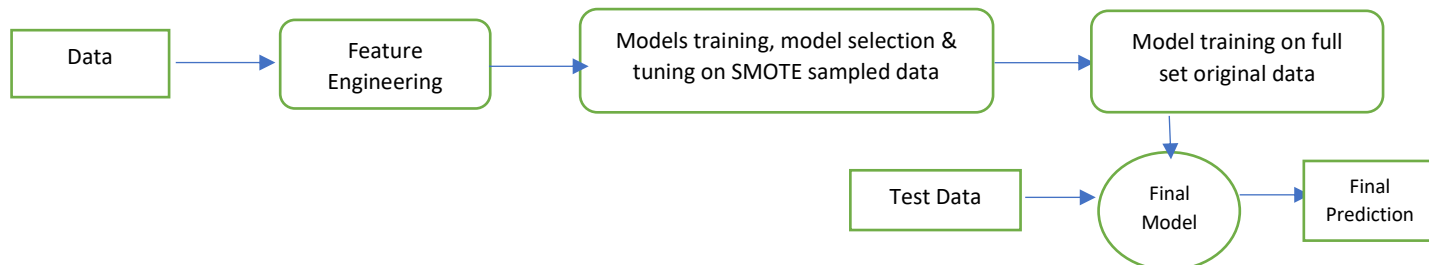 Data
Feature
Engineering
Models training, model selection &
tuning on SMOTE sampled data
Model training on full
set original data
Test Data
Final
Model
Final
Prediction